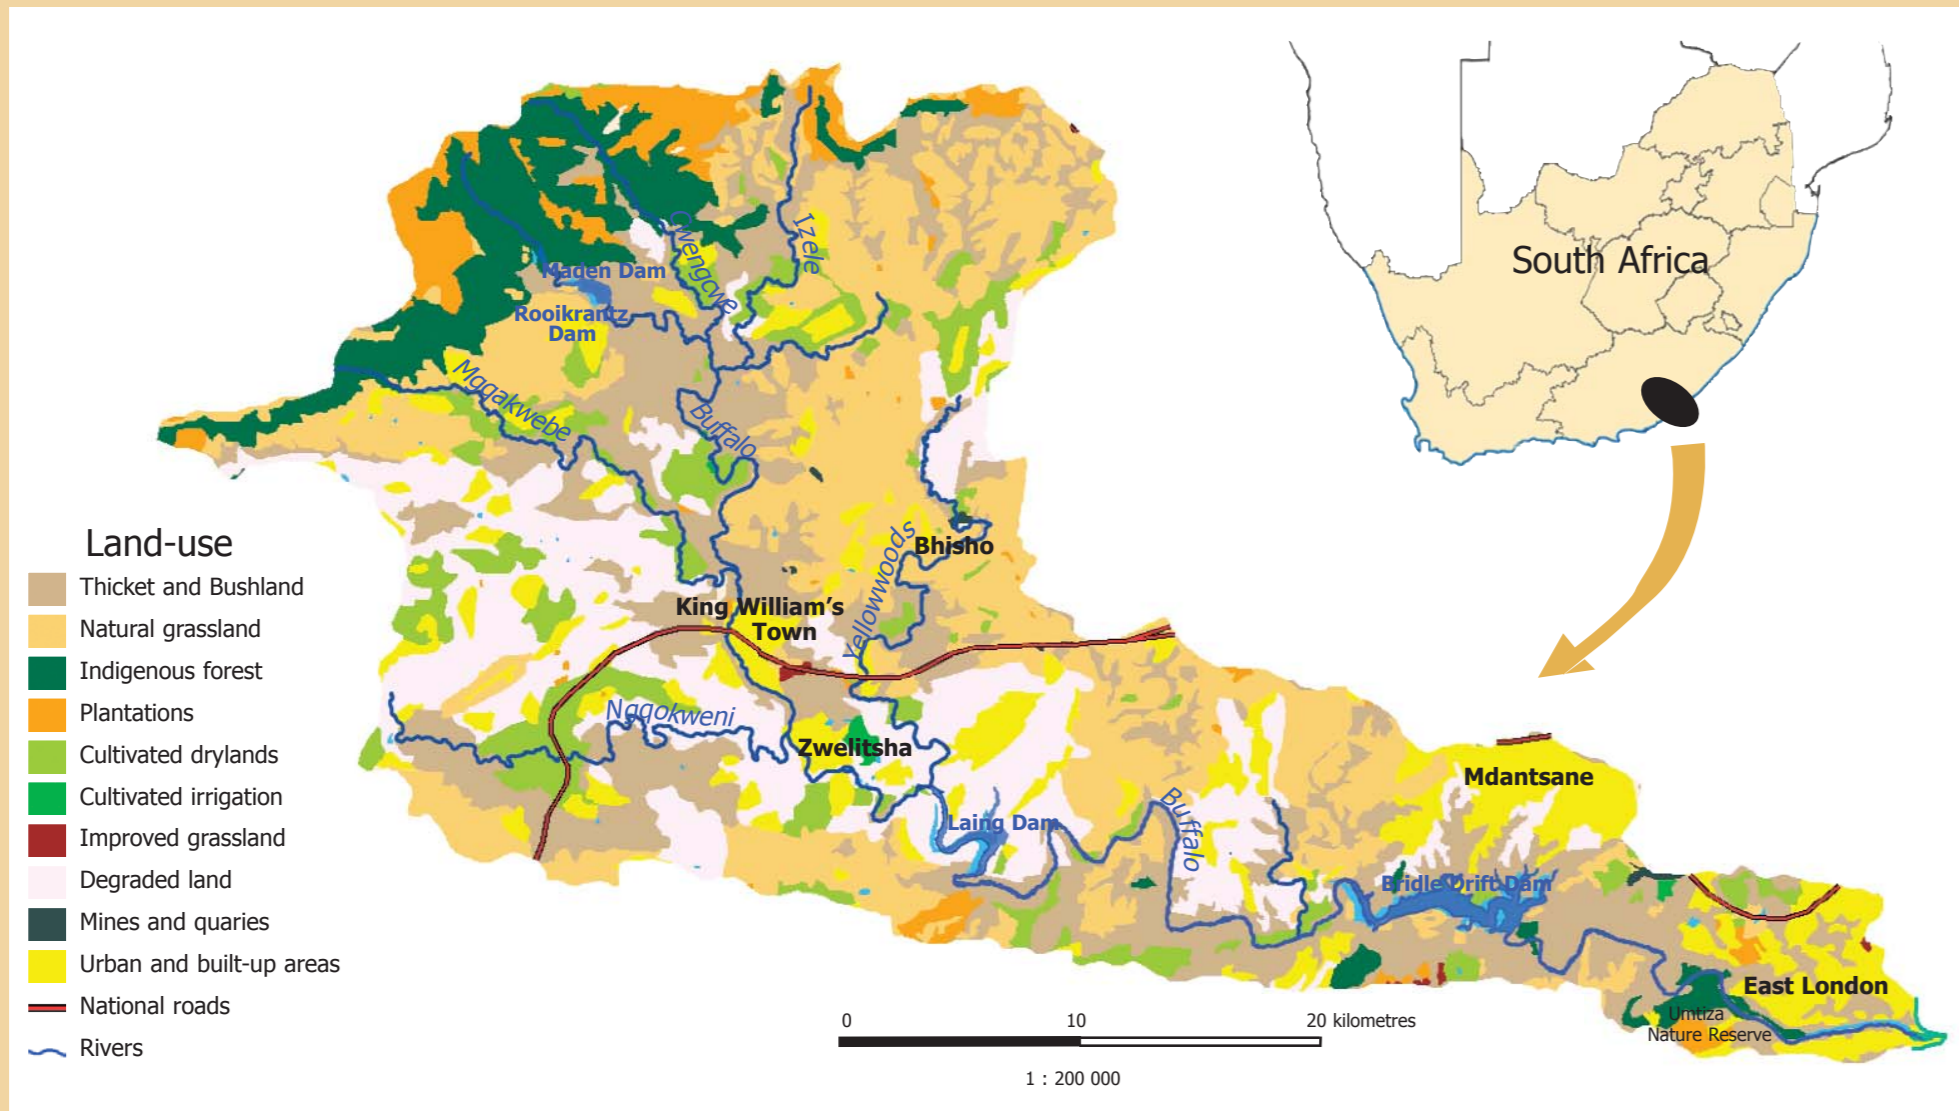 South Africa
Cwengcwe
Izele
Maden Dam
Rooikrantz
Dam
Mgqakwebe
Buffalo
Yellowwoods
Bhisho
King William's
Town
Ngqokweni
Zwelitsha
Laing Dam
Buffalo
Mdantsane
Bridle Drift Dam
East London
Umtiza
Nature Reserve
Land-use
Thicket and Bushland
Natural grassland
Indigenous forest
Plantations
Cultivated drylands
Cultivated irrigation
Improved grassland
Degraded land
Mines and quaries
Urban and built-up areas
National roads
Rivers
0 10 20 kilometres
1 : 200 000